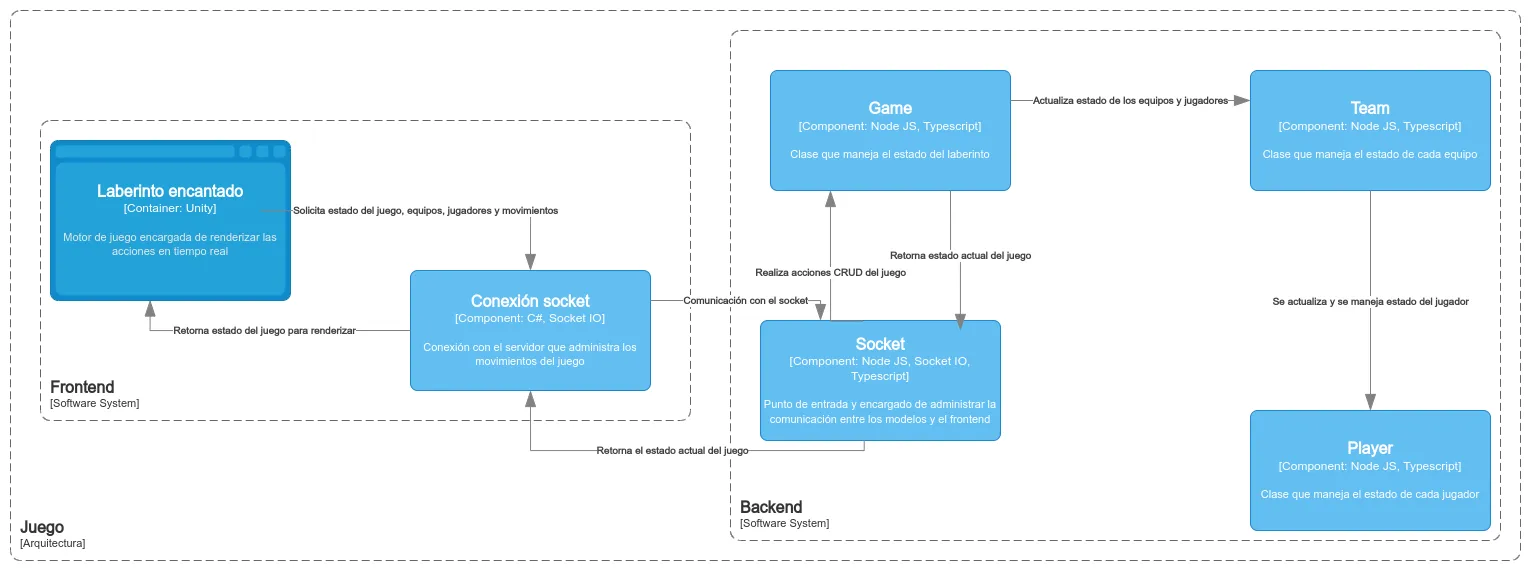 Laberinto encantado
[Container: Unity]
Motor de juego encargada de renderizar las
acciones en tiempo real
Solicita estado del juego, equipos, jugadores y movimientos
Conexión socket
[Component: C#, Socket IO]
Conexión con el servidor que administra los
movimientos del juego
Retorna estado del juego para renderizar
Frontend
[Software System]
Comunicación con el socket
Retorna el estado actual del juego
Game
[Component: Node JS, Typescript]
Clase que maneja el estado del laberinto
Actualiza estado de los equipos y jugadores
Team
[Component: Node JS, Typescript]
Clase que maneja el estado de cada equipo
Retorna estado actual del juego
Realiza acciones CRUD del juego
Se actualiza y se maneja estado del jugador
Socket
[Component: Node JS, Socket IO,
Typescript]
Punto de entrada y encargado de administrar la
comunicación entre los modelos y el frontend
Player
[Component: Node JS, Typescript]
Clase que maneja el estado de cada jugador
Backend
[Software System]
Juego
[Arquitectura]